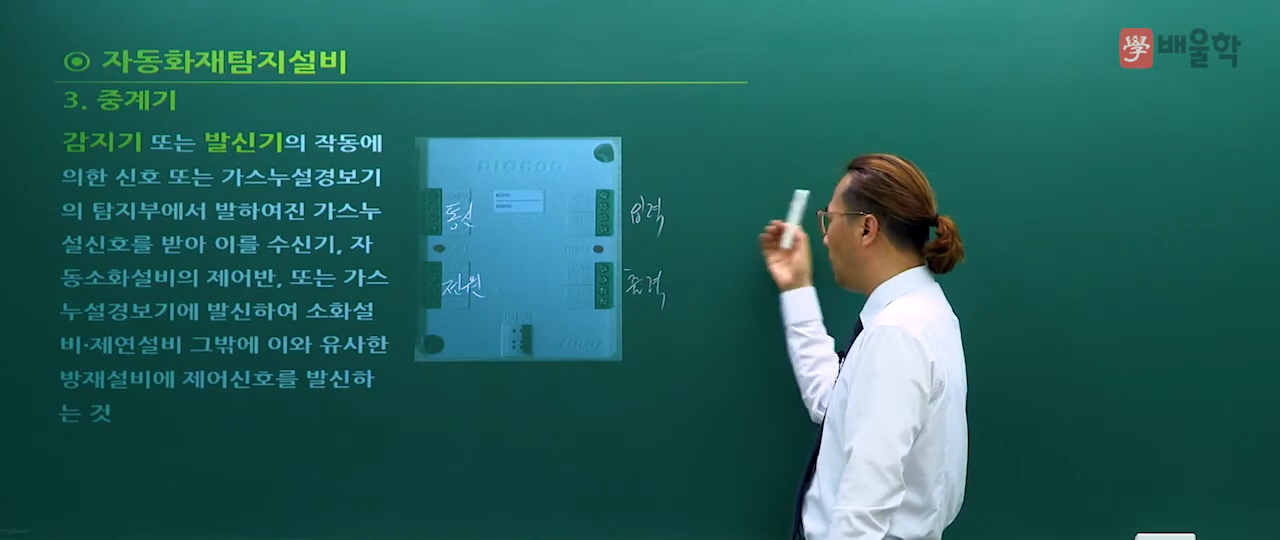 자동화재탐지설비
學 배울학
3. 중계기
감지기 또는 발신기의 작동에
의한 신호 또는 가스누설경보기
의 탐지부에서 발하여진 가스누
설신호를 받아 이를 수신기, 자
동소화설비의 제어반, 또는 가스
누설경보기에 발신하여 소화설
비·제연설비 그밖에 이와 유사한
방재설비에 제어신호를 발신하
는 것
통신
입력
전원
출력